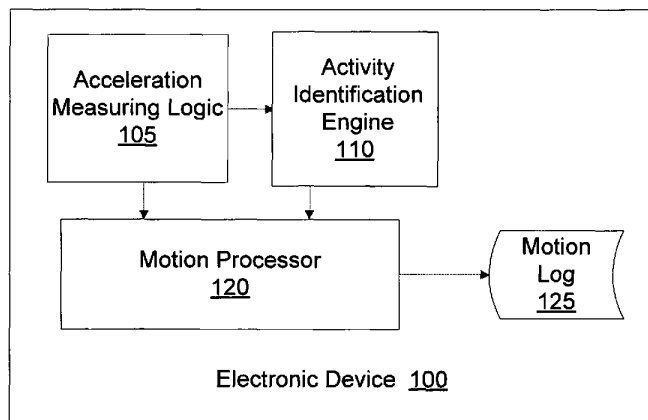 Acceleration
Measuring Logic
105
Activity
Identification
Engine
110
Motion Processor
120
Motion
Log
125
Electronic Device 100